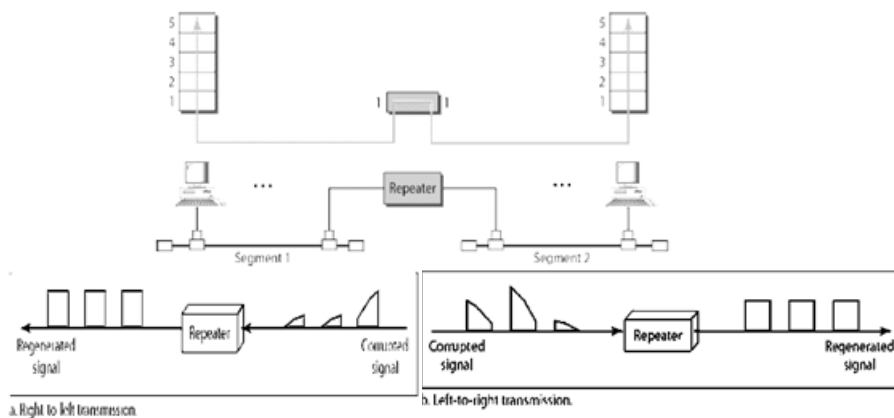 5
4
3
2
1
1
1
5
4
3
2
1
...
Repeater
...
Segment 1
Segment 2
Repeater
Regenerated
signal
Corrupted
signal
a. Right to left transmission.
Repeater
Corrupted
signal
Regenerated
signal
b. Left-to-right transmission.